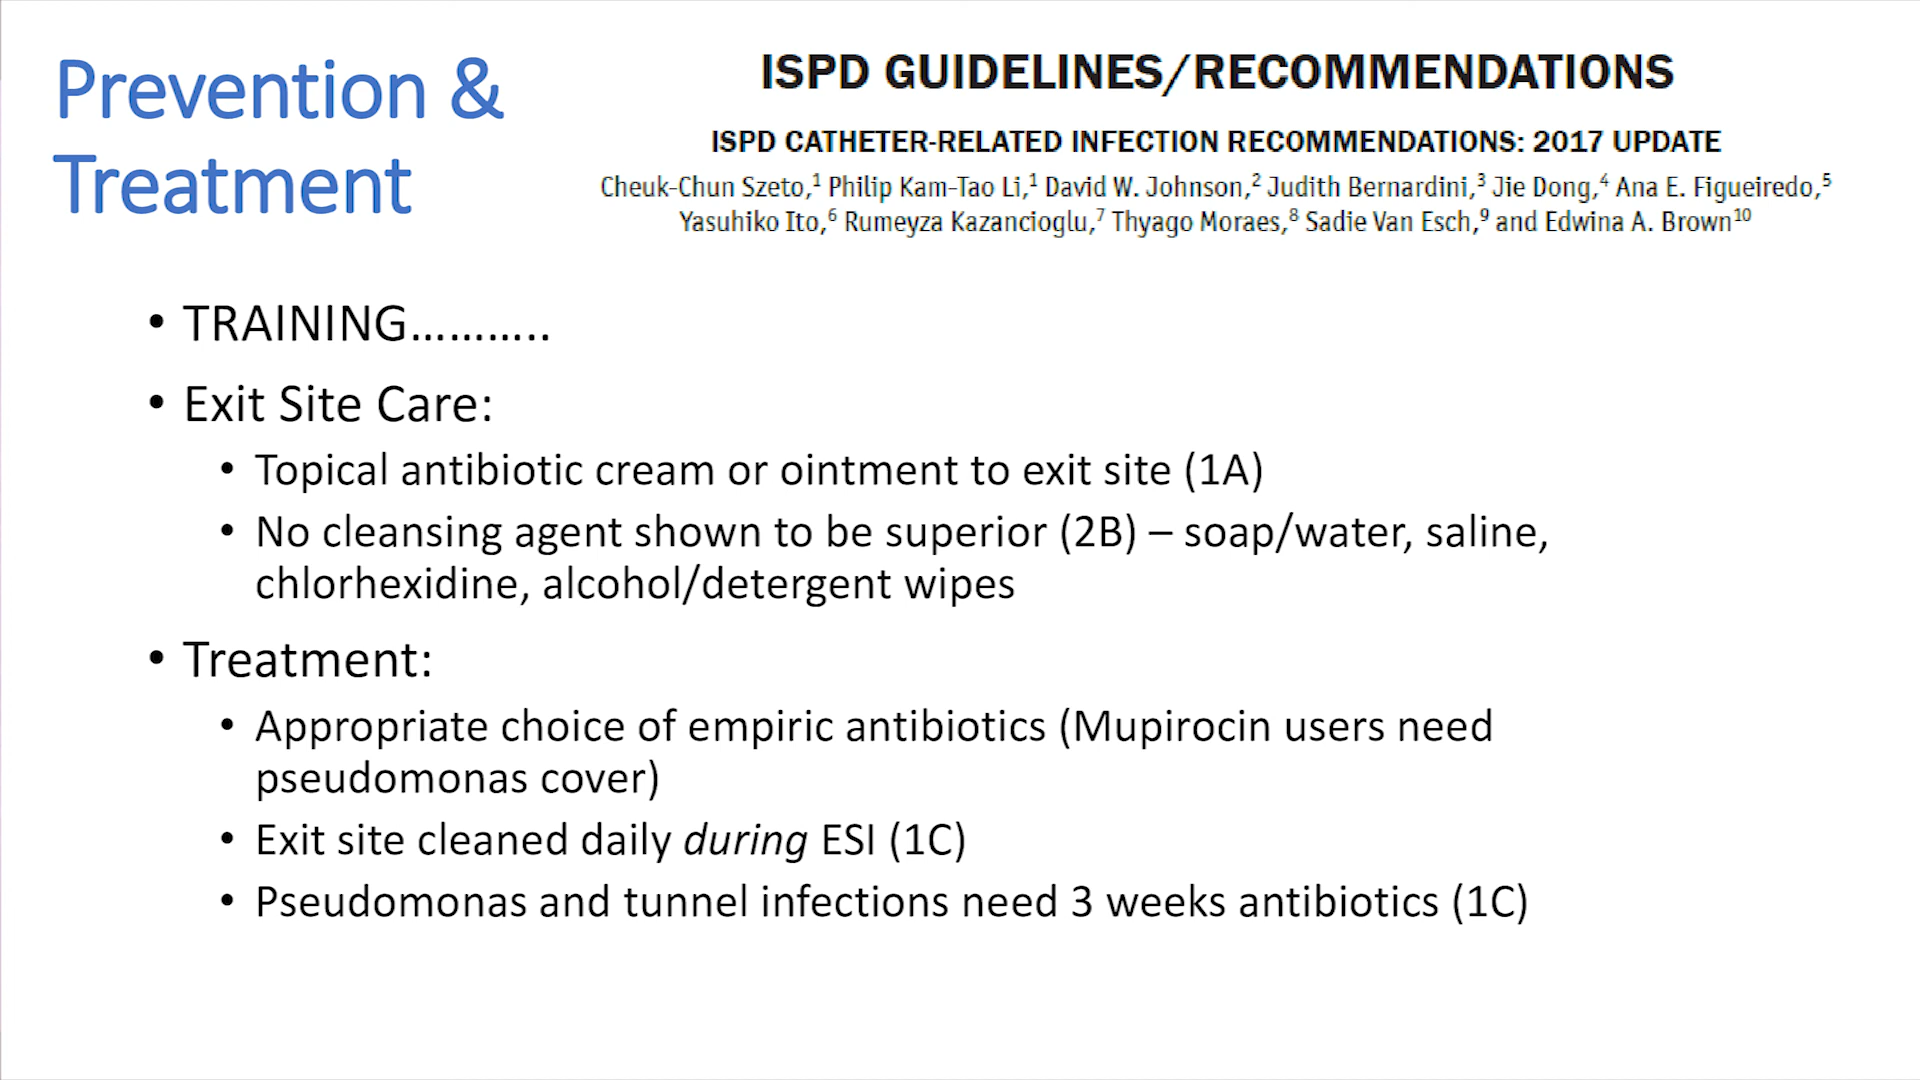 Prevention &
Treatment
ISPD GUIDELINES/RECOMMENDATIONS
ISPD CATHETER-RELATED INFECTION RECOMMENDATIONS: 2017 UPDATE
Cheuk-Chun Szeto,1 Philip Kam-Tao Li,1 David W. Johnson,2 Judith Bernardini,3 Jie Dong,4 Ana E. Figueiredo,5
Yasuhiko Ito,6 Rumeyza Kazancioglu,7 Thyago Moraes,8 Sadie Van Esch,9 and Edwina A. Brown10
• TRAINING………..
• Exit Site Care:
• Topical antibiotic cream or ointment to exit site (1A)
• No cleansing agent shown to be superior (2B) – soap/water, saline,
chlorhexidine, alcohol/detergent wipes
• Treatment:
• Appropriate choice of empiric antibiotics (Mupirocin users need
pseudomonas cover)
• Exit site cleaned daily during ESI (1C)
• Pseudomonas and tunnel infections need 3 weeks antibiotics (1C)